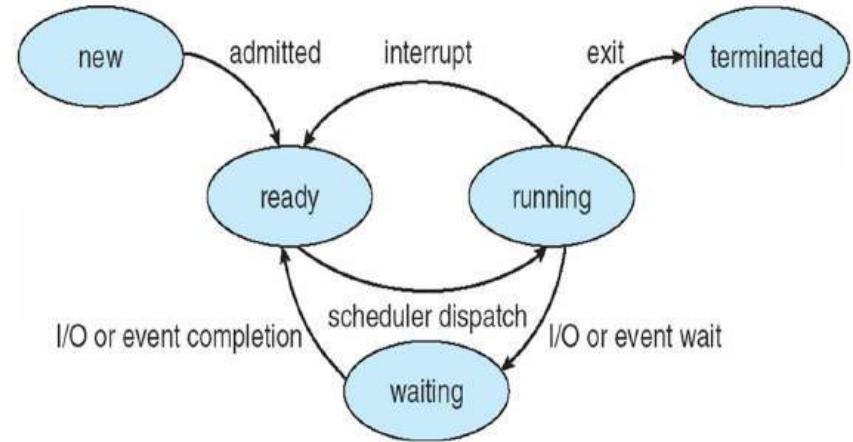 new
admitted
interrupt
exit
terminated
ready
running
I/O or event completion
scheduler dispatch
I/O or event wait
waiting